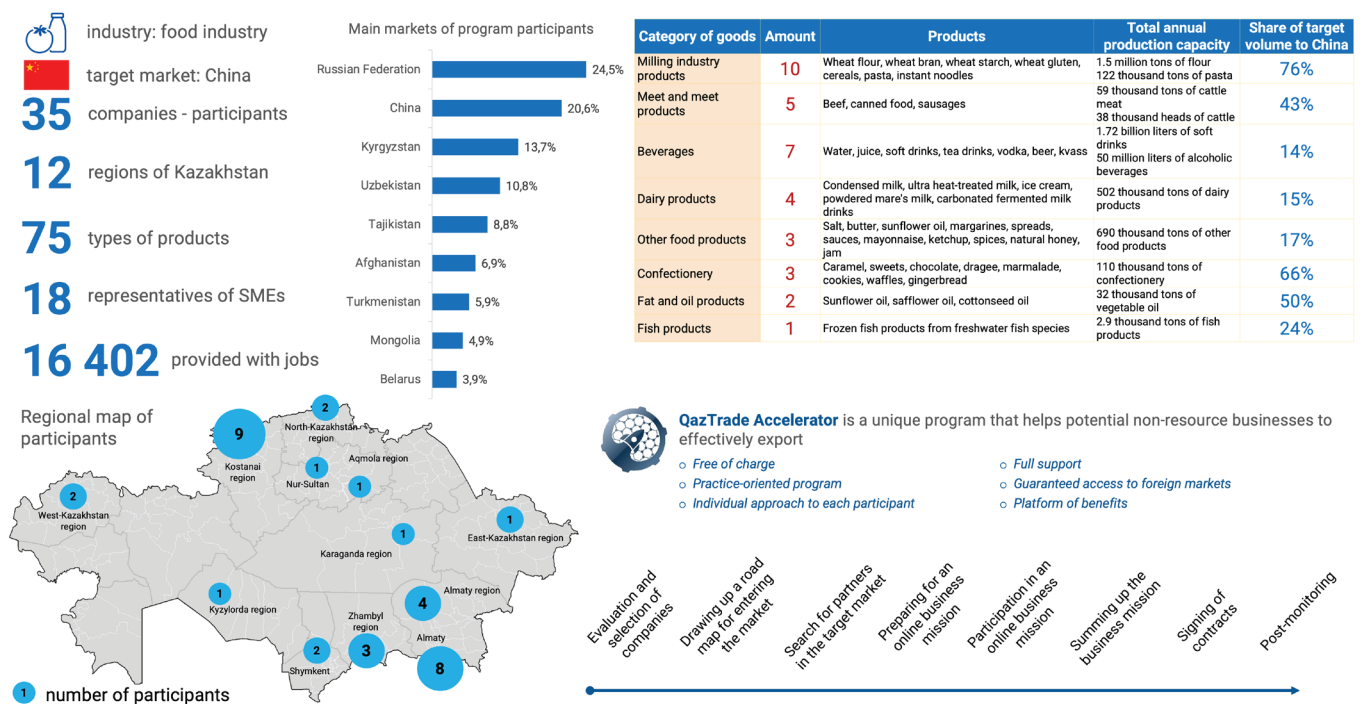 industry: food industry
target market: China
35 companies - participants
12 regions of Kazakhstan
75 types of products
18 representatives of SMEs
16 402 provided with jobs
Main markets of program participants
Russian Federation 24,5%
China 20,6%
Kyrgyzstan 13,7%
Uzbekistan 10,8%
Tajikistan 8,8%
Afghanistan 6,9%
Turkmenistan 5,9%
Mongolia 4,9%
Belarus 3,9%
Category of goods Amount Products Total annual
production capacity Share of target
volume to China
Milling industry
products
10
Wheat flour, wheat bran, wheat starch, wheat gluten,
cereals, pasta, instant noodles
1.5 million tons of flour
122 thousand tons of pasta
76%
Meet and meet
products
5
Beef, canned food, sausages
59 thousand tons of cattle
meat
38 thousand heads of cattle
43%
Beverages
7
Water, juice, soft drinks, tea drinks, vodka, beer, kvass
1.72 billion liters of soft
drinks
50 million liters of alcoholic
beverages
14%
Dairy products
4
Condensed milk, ultra heat-treated milk, ice cream,
powdered mare's milk, carbonated fermented milk
drinks
502 thousand tons of dairy
products
15%
Other food products
3
Salt, butter, sunflower oil, margarines, spreads,
sauces, mayonnaise, ketchup, spices, natural honey,
jam
690 thousand tons of other
food products
17%
Confectionery
3
Caramel, sweets, chocolate, dragee, marmalade,
cookies, waffles, gingerbread
110 thousand tons of
confectionery
66%
Fat and oil products
2
Sunflower oil, safflower oil, cottonseed oil
32 thousand tons of
vegetable oil
50%
Fish products
1
Frozen fish products from freshwater fish species
2.9 thousand tons of fish
products
24%
Regional map of
participants
2
North-Kazakhstan
region
9
Kostanai
region
Aqmola region
1
Nur-Sultan
1
2
West-Kazakhstan
region
1
East-Kazakhstan region
1
Karaganda region
1
Kyzylorda region
4
Almaty region
Zhambyl
region
3
Almaty
8
2
Shymkent
1 number of participants
QazTrade Accelerator is a unique program that helps potential non-resource businesses to
effectively export
Free of charge
Practice-oriented program
Individual approach to each participant
Full support
Guaranteed access to foreign markets
Platform of benefits
Evaluation and
selection of
companies
Drawing up a road
map for entering
the market
Search for partners
in the target market
Preparing for an
online business
mission
Participation in an
online business
mission
Summing up the
business mission
Signing of
contracts
Post-monitoring